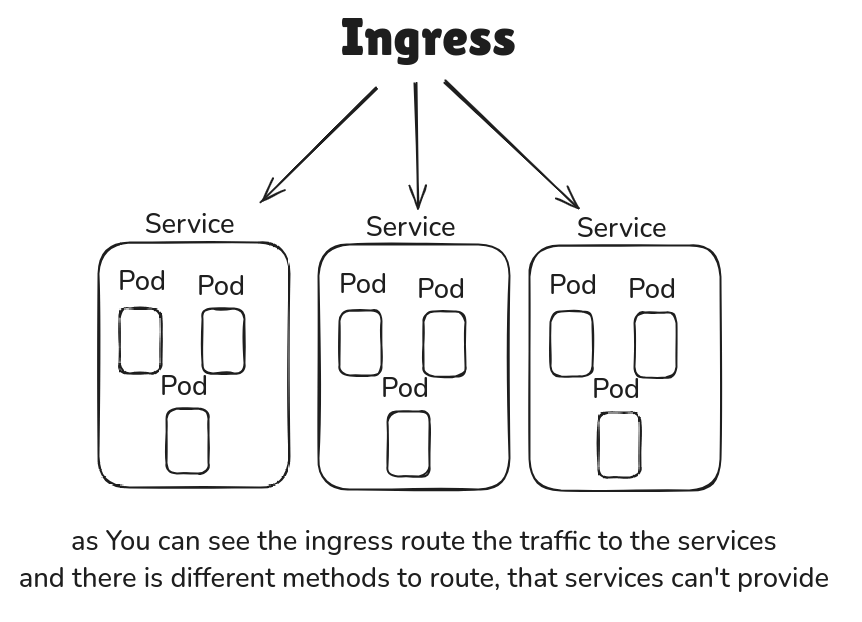 Ingress
Service
Service
Service
Pod
Pod
Pod
Pod
Pod
Pod
Pod
Pod
Pod
as You can see the ingress route the traffic to the services
and there is different methods to route, that services can't provide